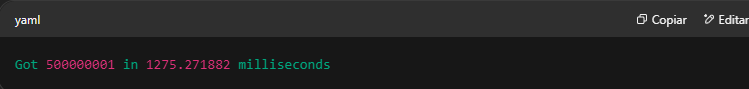 yaml Copiar Editar
Got 500000001 in 1275.271882 milliseconds